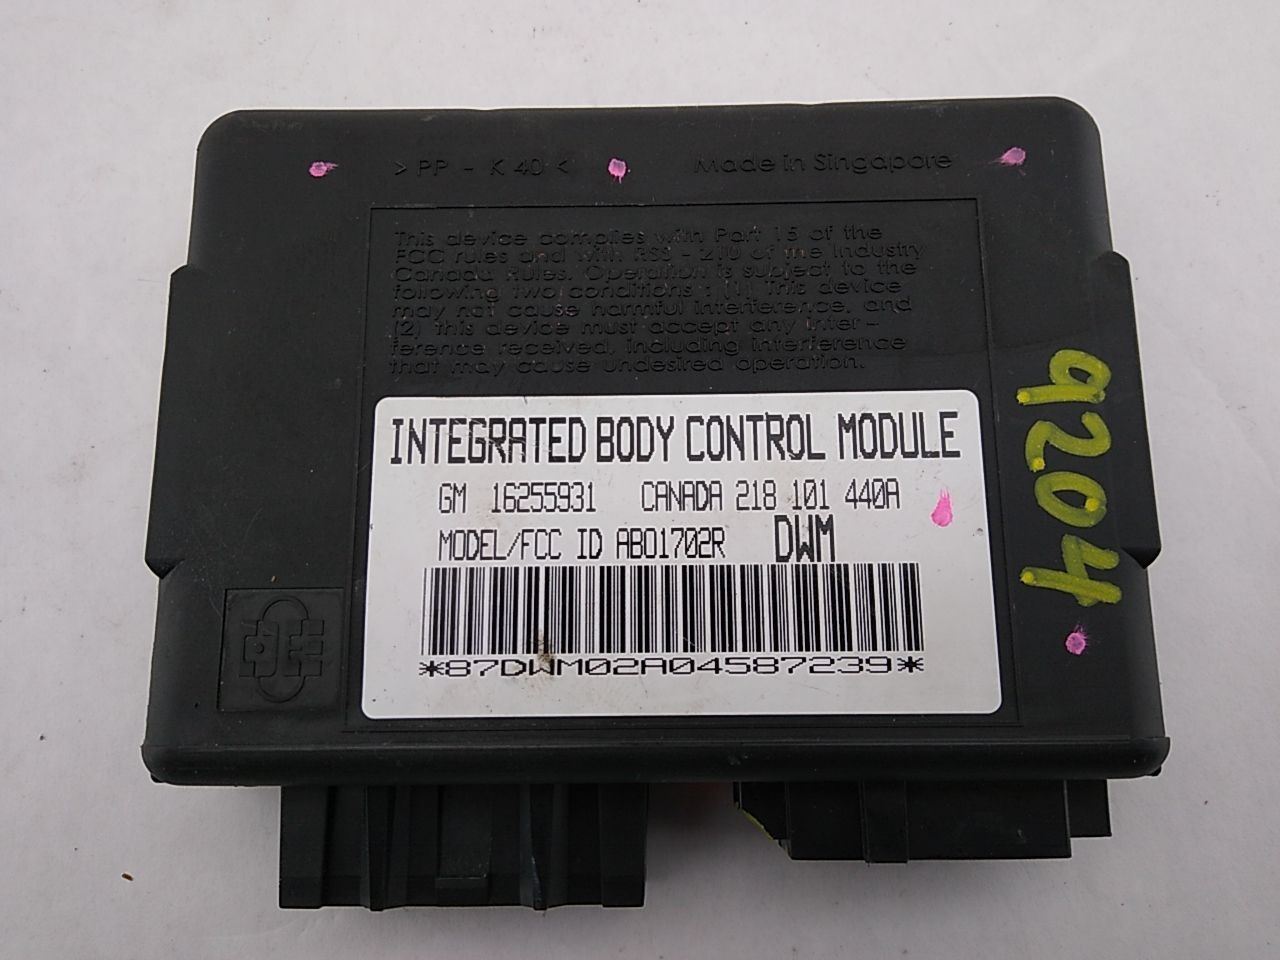 > PP - K 40 <
Made in Singapore
This device complies with Part 15 of the
FCC rules and with RSS - 210 of the Industry
Canada Rules. Operation is subject to the
following two conditions : (1) This device
may not cause harmful interference, and
(2) this device must accept any inter -
ference received, including interference
that may cause undesired operation.
INTEGRATED BODY CONTROL MODULE
GM 16255931 CANADA 218 101 440A
MODEL/FCC ID ABO1702R DWM
*87DWM02A04587239*
9204